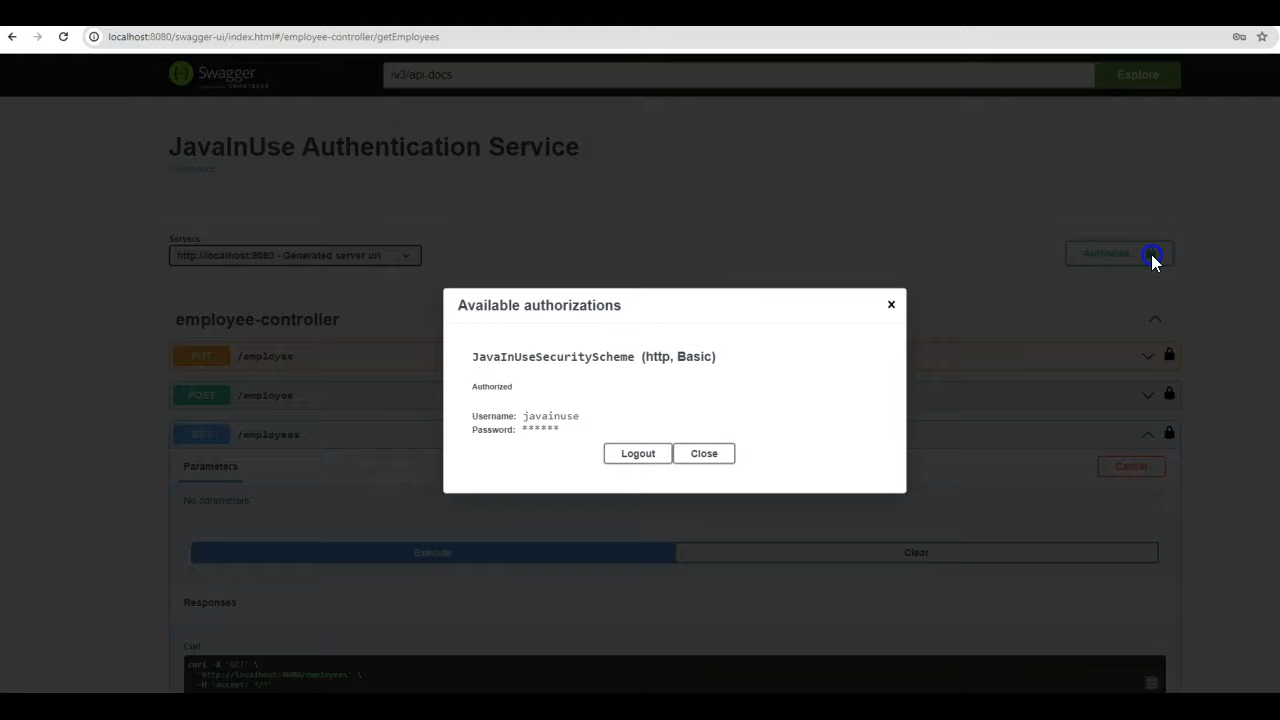 localhost:8080/swagger-ui/index.html#/employee-controller/getEmployees
Swagger
/v3/api-docs
Explore
JavaInUse Authentication Service
Servers
http://localhost:8080 - Generated server url
Authorize
Available authorizations
employee-controller
JavaInUseSecurityScheme (http, Basic)
PUT /employee
Authorized
POST /employee
Username: javainuse
Password: ******
GET /employees
Logout Close
Parameters
Cancel
No parameters
Execute
Clear
Responses
Curl
curl -X 'GET' \
'http://localhost:8080/employees' \
-H 'accept: */*'